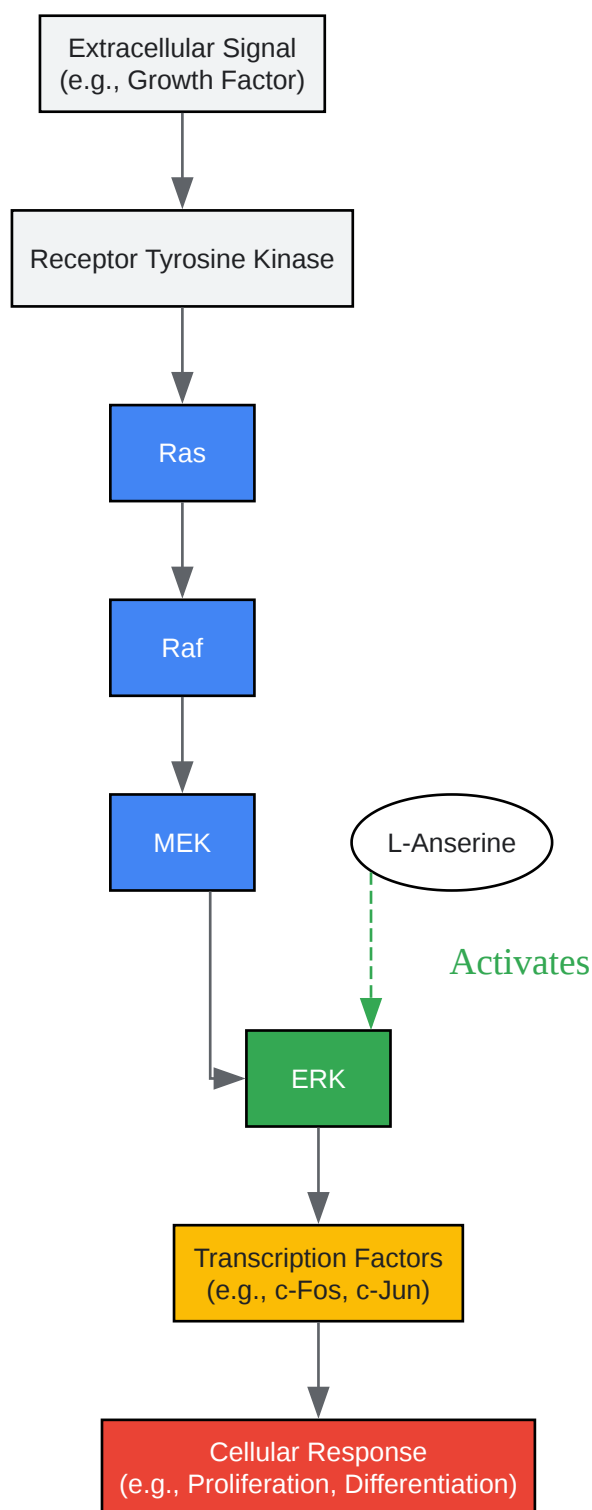 Extracellular Signal
(e.g., Growth Factor)
Receptor Tyrosine Kinase
Ras
Raf
MEK
L-Anserine
Activates
ERK
Transcription Factors
(e.g., c-Fos, c-Jun)
Cellular Response
(e.g., Proliferation, Differentiation)